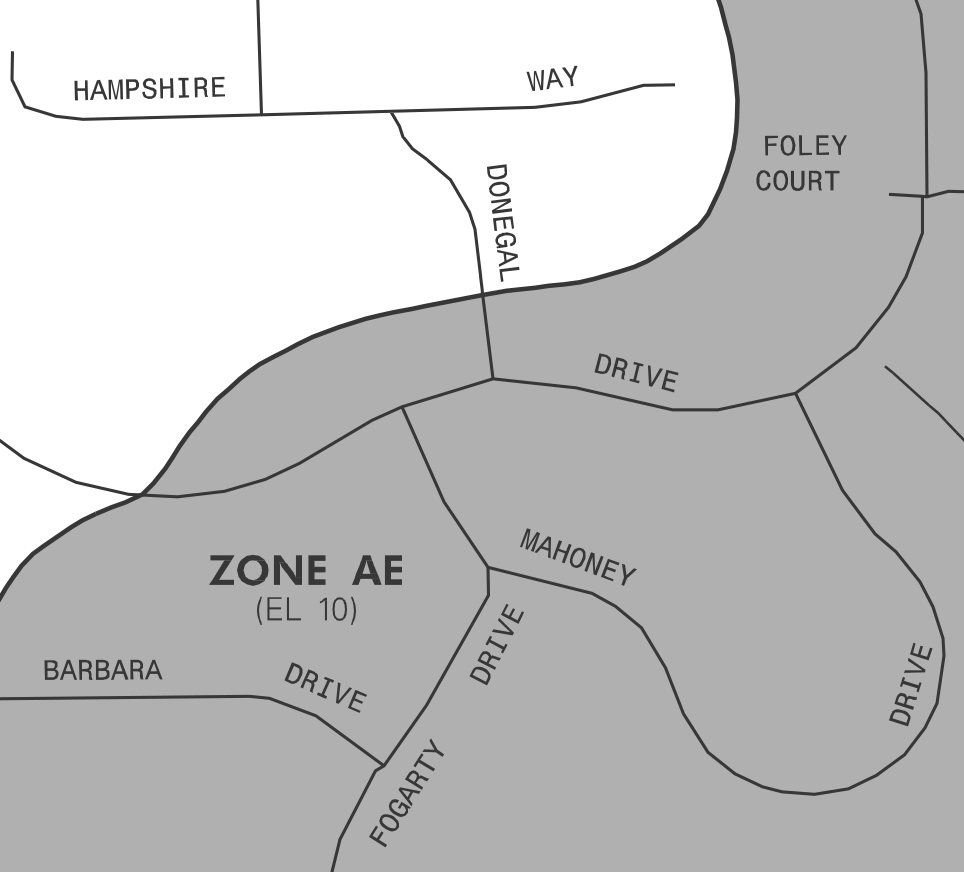 HAMPSHIRE
WAY
DONEGAL
FOLEY
COURT
DRIVE
MAHONEY
DRIVE
ZONE AE
(EL 10)
BARBARA
DRIVE
DRIVE
FOGARTY